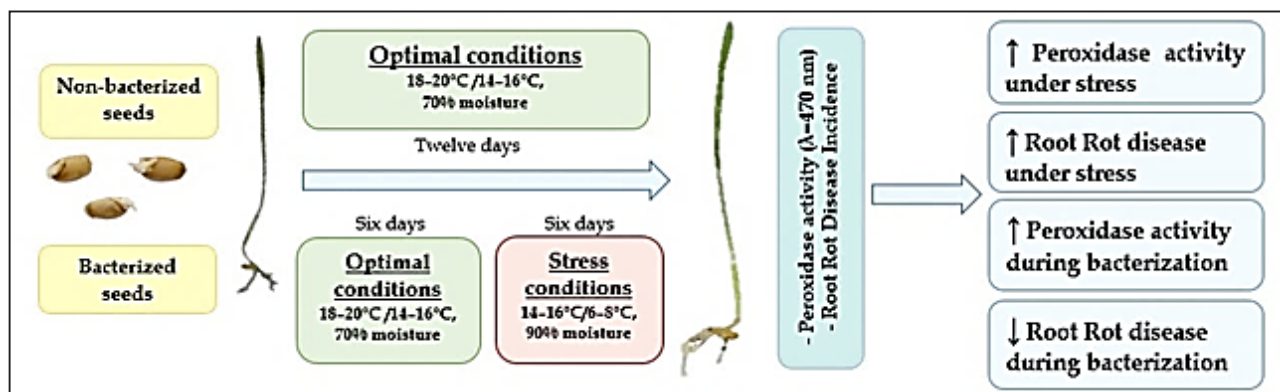 Non-bacterized
seeds
Bacterized
seeds
Optimal conditions
18–20°C /14–16°C,
70% moisture
Twelve days
Six days
Optimal
conditions
18–20°C /14–16°C,
70% moisture
Six days
Stress
conditions
14–16°C/6–8°C,
90% moisture
- Peroxidase activity (λ=470 nm)
- Root Rot Disease Incidence
↑ Peroxidase activity
under stress
↑ Root Rot disease
under stress
↑ Peroxidase activity
during bacterization
↓ Root Rot disease
during bacterization